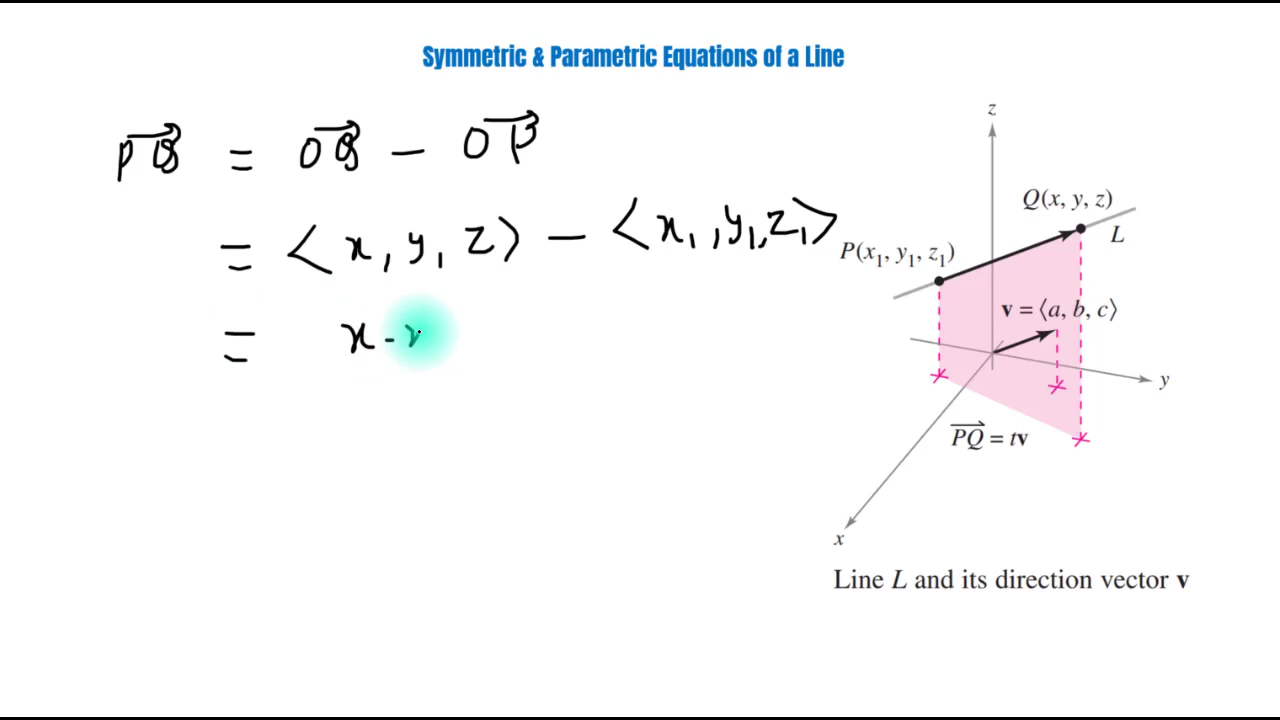 Symmetric & Parametric Equations of a Line
PQ = OQ - OP
= ⟨x, y, z⟩ - ⟨x₁, y₁, z₁⟩
= x -
z
Q(x, y, z)
L
P(x₁, y₁, z₁)
v = ⟨a, b, c⟩
y
PQ = tv
x
Line L and its direction vector v